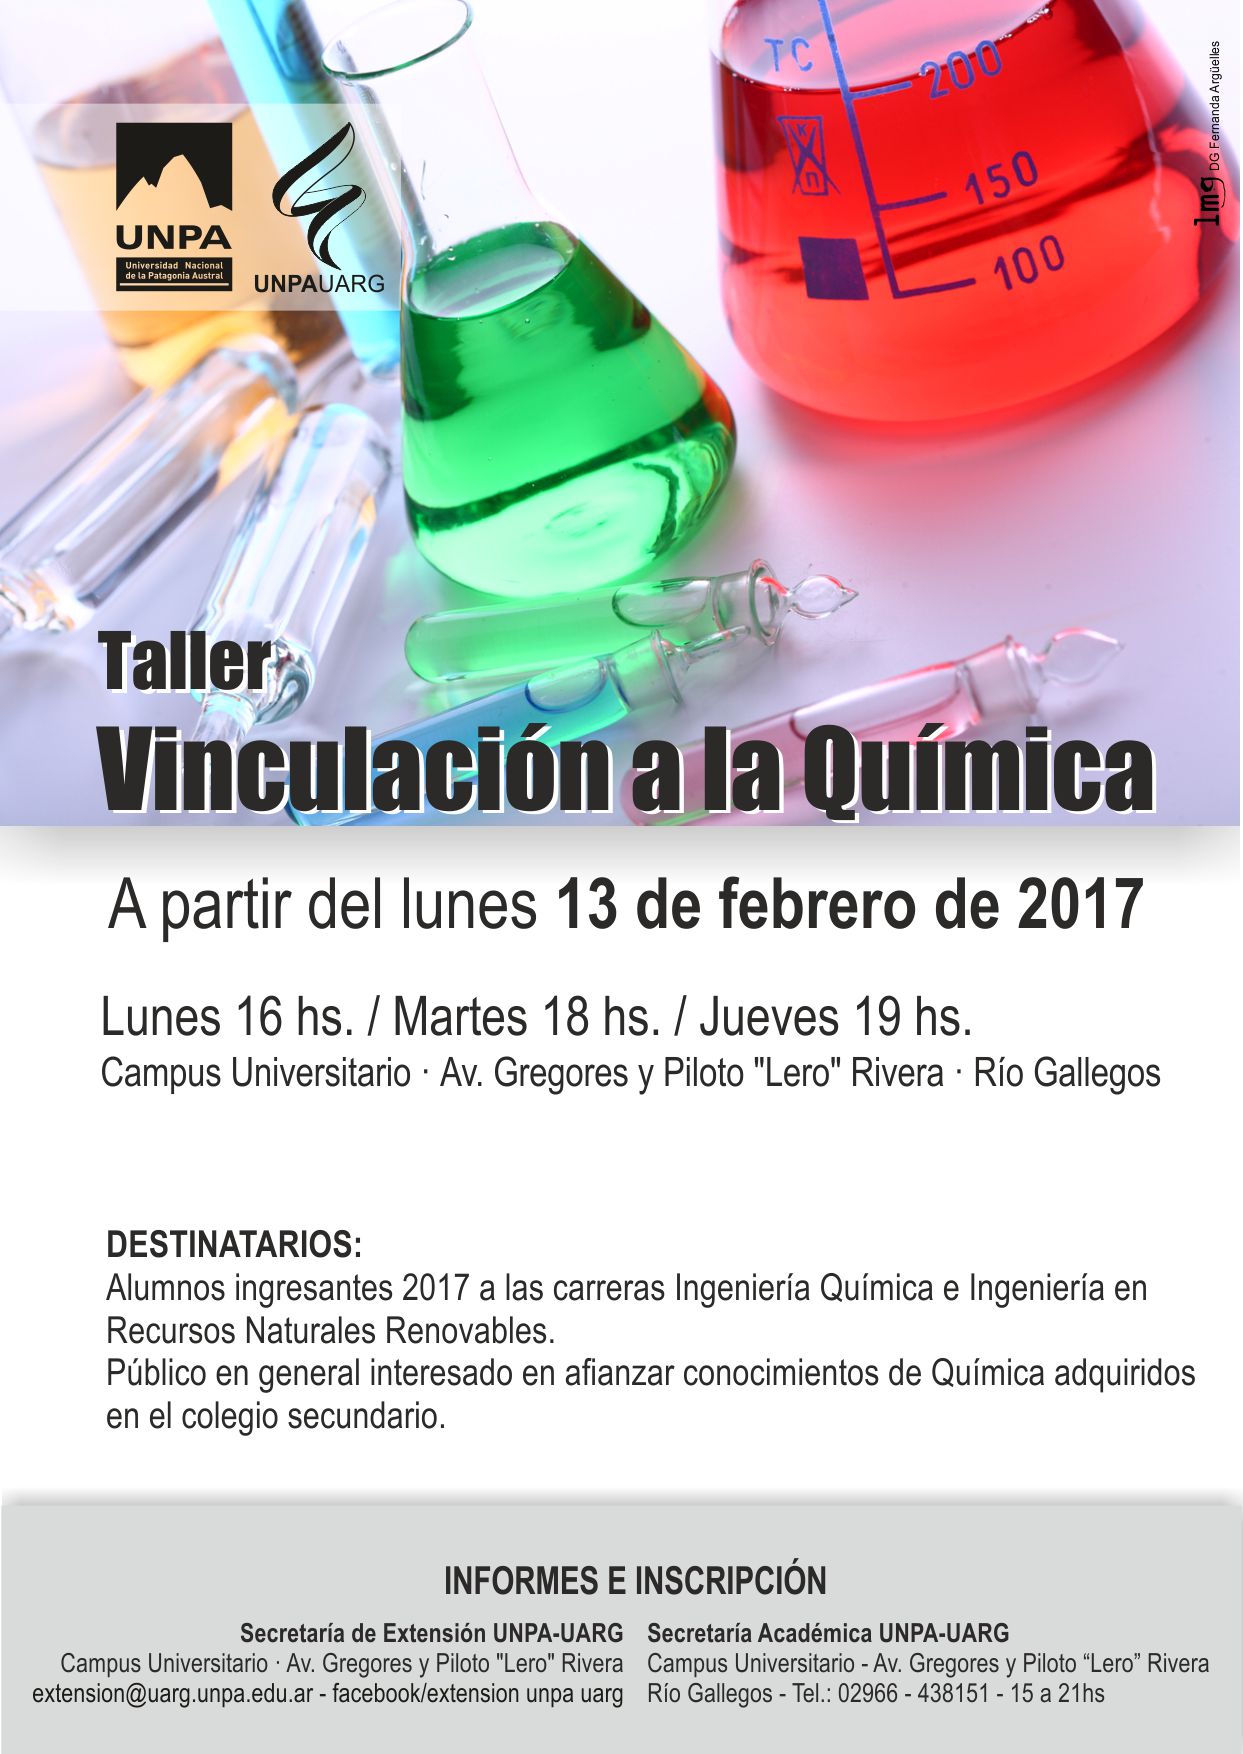 TC
200
150
100
DG Fernanda Argüelles
lmg
UNPA
Universidad Nacional
de la Patagonia Austral
UNPAUARG
Taller
Vinculación a la Química
A partir del lunes 13 de febrero de 2017
Lunes 16 hs. / Martes 18 hs. / Jueves 19 hs.
Campus Universitario · Av. Gregores y Piloto "Lero" Rivera · Río Gallegos
DESTINATARIOS:
Alumnos ingresantes 2017 a las carreras Ingeniería Química e Ingeniería en
Recursos Naturales Renovables.
Público en general interesado en afianzar conocimientos de Química adquiridos
en el colegio secundario.
INFORMES E INSCRIPCIÓN
Secretaría de Extensión UNPA-UARG
Campus Universitario · Av. Gregores y Piloto "Lero" Rivera
extension@uarg.unpa.edu.ar - facebook/extension unpa uarg
Secretaría Académica UNPA-UARG
Campus Universitario - Av. Gregores y Piloto “Lero” Rivera
Río Gallegos - Tel.: 02966 - 438151 - 15 a 21hs